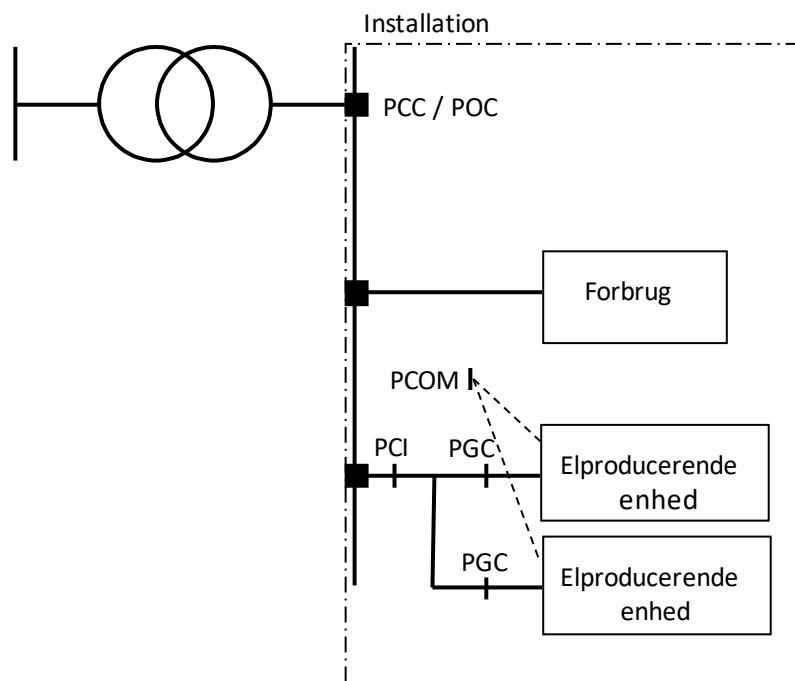 Installation
PCC / POC
Forbrug
PCOM
PCI
PGC
Elproducerende
enhed
PGC
Elproducerende
enhed